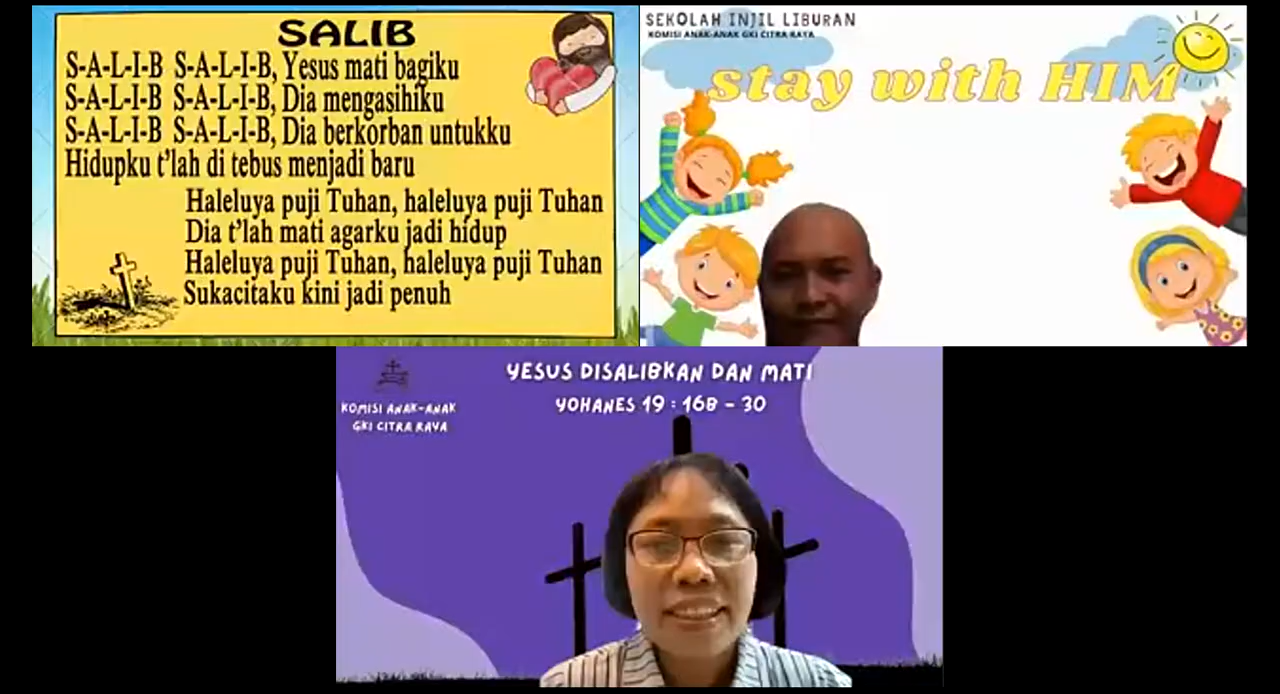 SALIB
S-A-L-I-B S-A-L-I-B, Yesus mati bagiku
S-A-L-I-B S-A-L-I-B, Dia mengasihiku
S-A-L-I-B S-A-L-I-B, Dia berkorban untukku
Hidupku t'lah di tebus menjadi baru
Haleluya puji Tuhan, haleluya puji Tuhan
Dia t'lah mati agarku jadi hidup
Haleluya puji Tuhan, haleluya puji Tuhan
Sukacitaku kini jadi penuh
SEKOLAH INJIL LIBURAN
KOMISI ANAK-ANAK GKI CITRA RAYA
stay with HIM
YESUS DISALIBKAN DAN MATI
YOHANES 19 : 16B - 30
KOMISI ANAK-ANAK
GKI CITRA RAYA